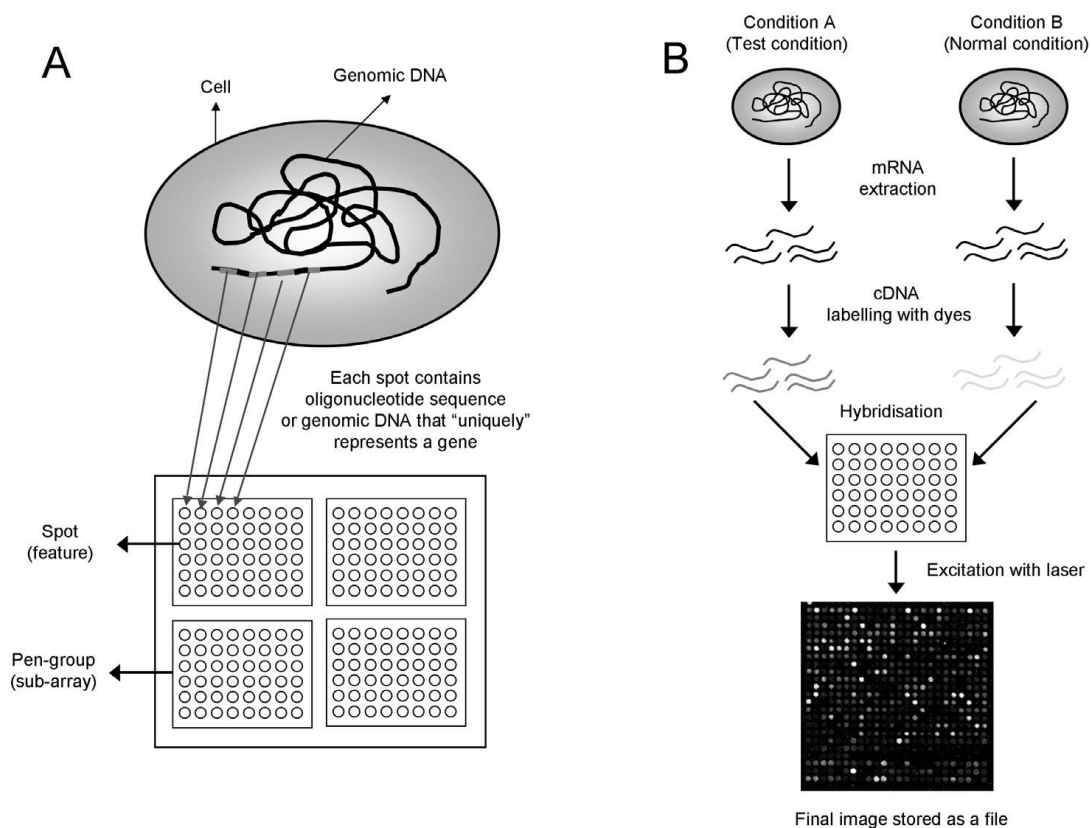 A
Cell
Genomic DNA
Each spot contains
oligonucleotide sequence
or genomic DNA that “uniquely”
represents a gene
Spot
(feature)
Pen-group
(sub-array)
B
Condition A
(Test condition)
Condition B
(Normal condition)
mRNA
extraction
cDNA
labelling with dyes
Hybridisation
Excitation with laser
Final image stored as a file